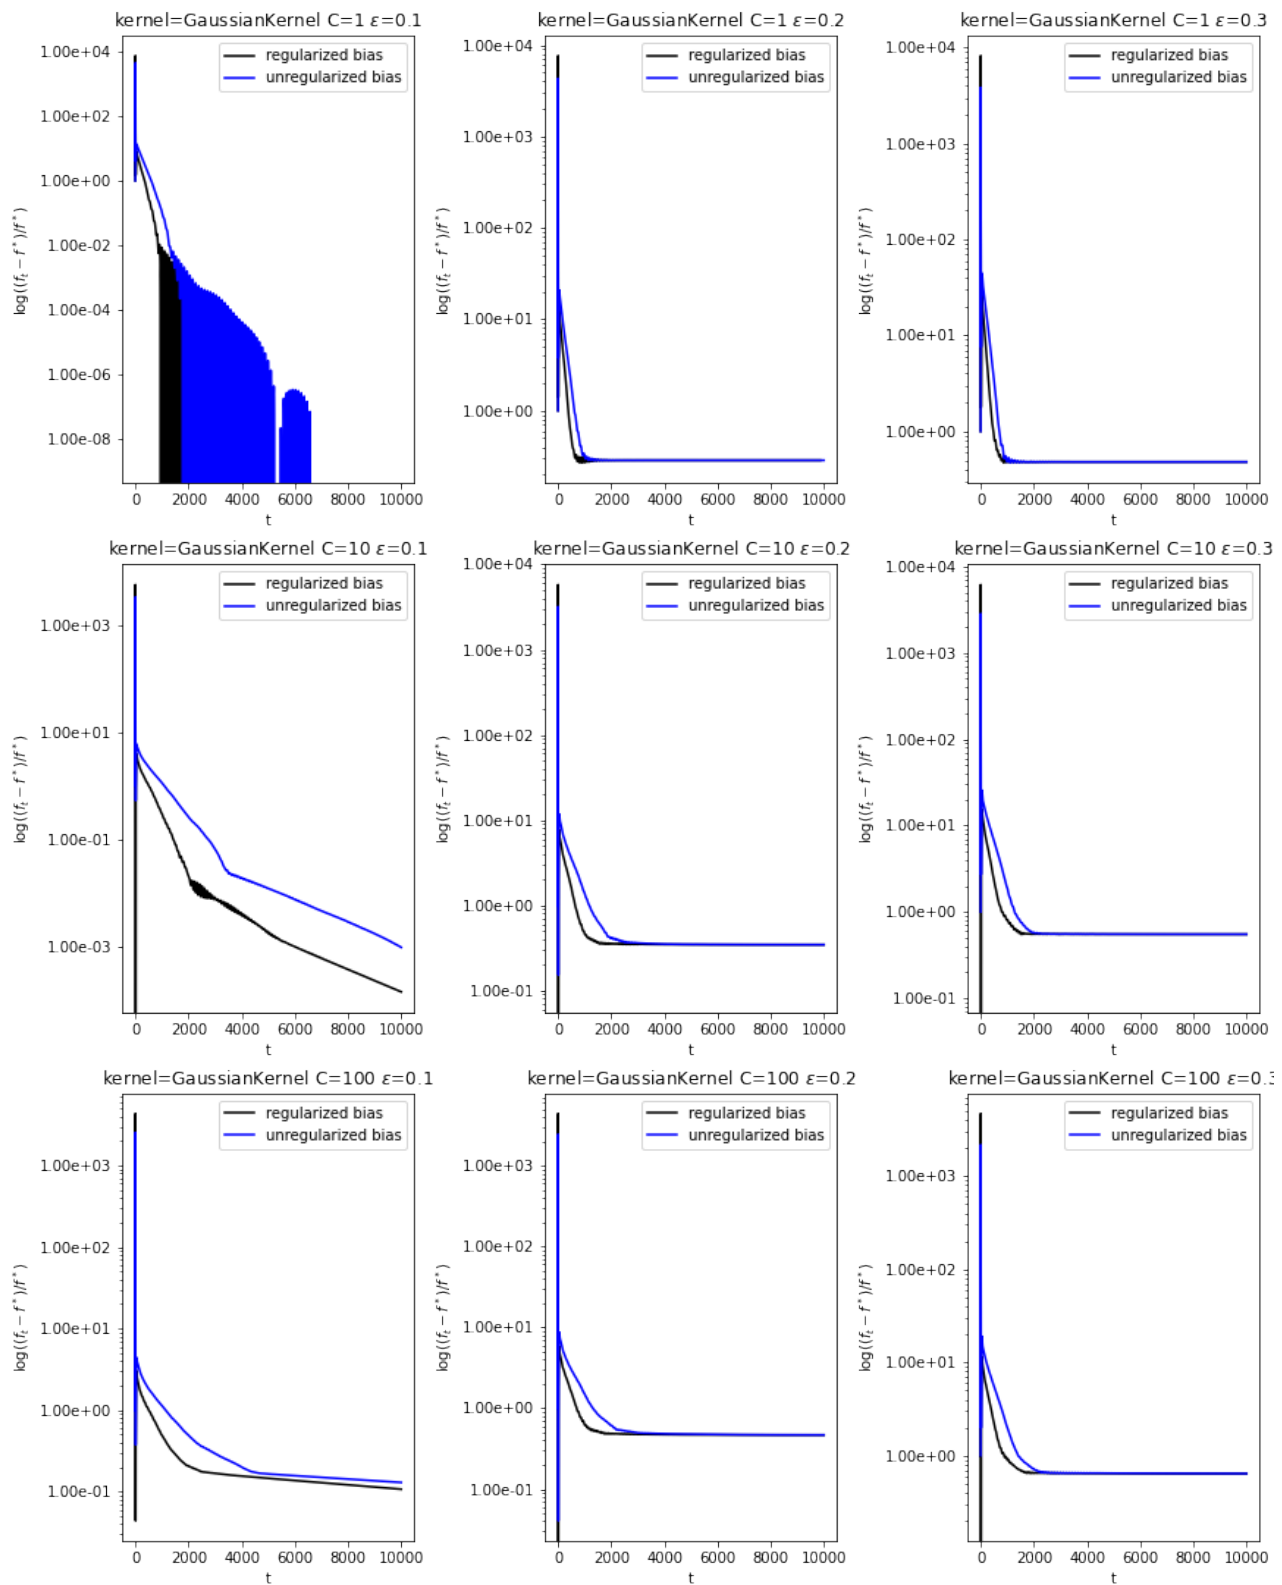 kernel=GaussianKernel C=1 ε=0.1
1.00e+04
1.00e+02
1.00e+00
1.00e-02
1.00e-04
1.00e-06
1.00e-08
log((f_t − f*)/f*)
regularized bias
unregularized bias
0 2000 4000 6000 8000 10000
t
kernel=GaussianKernel C=1 ε=0.2
1.00e+04
1.00e+03
1.00e+02
1.00e+01
1.00e+00
log((f_t − f*)/f*)
regularized bias
unregularized bias
0 2000 4000 6000 8000 10000
t
kernel=GaussianKernel C=1 ε=0.3
1.00e+04
1.00e+03
1.00e+02
1.00e+01
1.00e+00
log((f_t − f*)/f*)
regularized bias
unregularized bias
0 2000 4000 6000 8000 10000
t
kernel=GaussianKernel C=10 ε=0.1
1.00e+03
1.00e+01
1.00e-01
1.00e-03
log((f_t − f*)/f*)
regularized bias
unregularized bias
0 2000 4000 6000 8000 10000
t
kernel=GaussianKernel C=10 ε=0.2
1.00e+04
1.00e+03
1.00e+02
1.00e+01
1.00e+00
1.00e-01
log((f_t − f*)/f*)
regularized bias
unregularized bias
0 2000 4000 6000 8000 10000
t
kernel=GaussianKernel C=10 ε=0.3
1.00e+04
1.00e+03
1.00e+02
1.00e+01
1.00e+00
1.00e-01
log((f_t − f*)/f*)
regularized bias
unregularized bias
0 2000 4000 6000 8000 10000
t
kernel=GaussianKernel C=100 ε=0.1
1.00e+03
1.00e+02
1.00e+01
1.00e+00
1.00e-01
log((f_t − f*)/f*)
regularized bias
unregularized bias
0 2000 4000 6000 8000 10000
t
kernel=GaussianKernel C=100 ε=0.2
1.00e+03
1.00e+02
1.00e+01
1.00e+00
1.00e-01
log((f_t − f*)/f*)
regularized bias
unregularized bias
0 2000 4000 6000 8000 10000
t
kernel=GaussianKernel C=100 ε=0.3
1.00e+03
1.00e+02
1.00e+01
1.00e+00
log((f_t − f*)/f*)
regularized bias
unregularized bias
0 2000 4000 6000 8000 10000
t